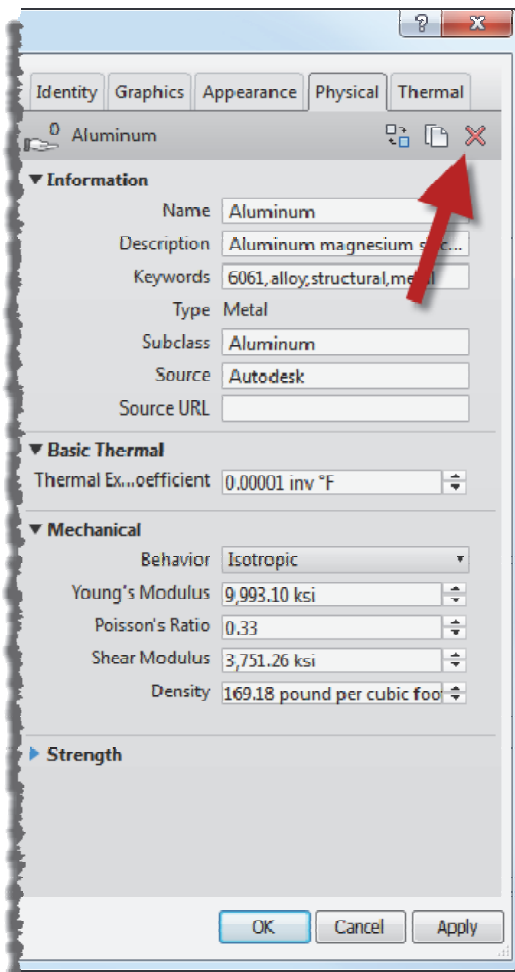 Identity Graphics Appearance Physical Thermal
0 Aluminum
Information
Name Aluminum
Description Aluminum magnesium
Keywords 6061,alloy,structural,metal
Type Metal
Subclass Aluminum
Source Autodesk
Source URL
Basic Thermal
Thermal Ex...oefficient 0.00001 inv °F
Mechanical
Behavior Isotropic
Young's Modulus 9,993.10 ksi
Poisson's Ratio 0.33
Shear Modulus 3,751.26 ksi
Density 169.18 pound per cubic foo
Strength
OK Cancel Apply